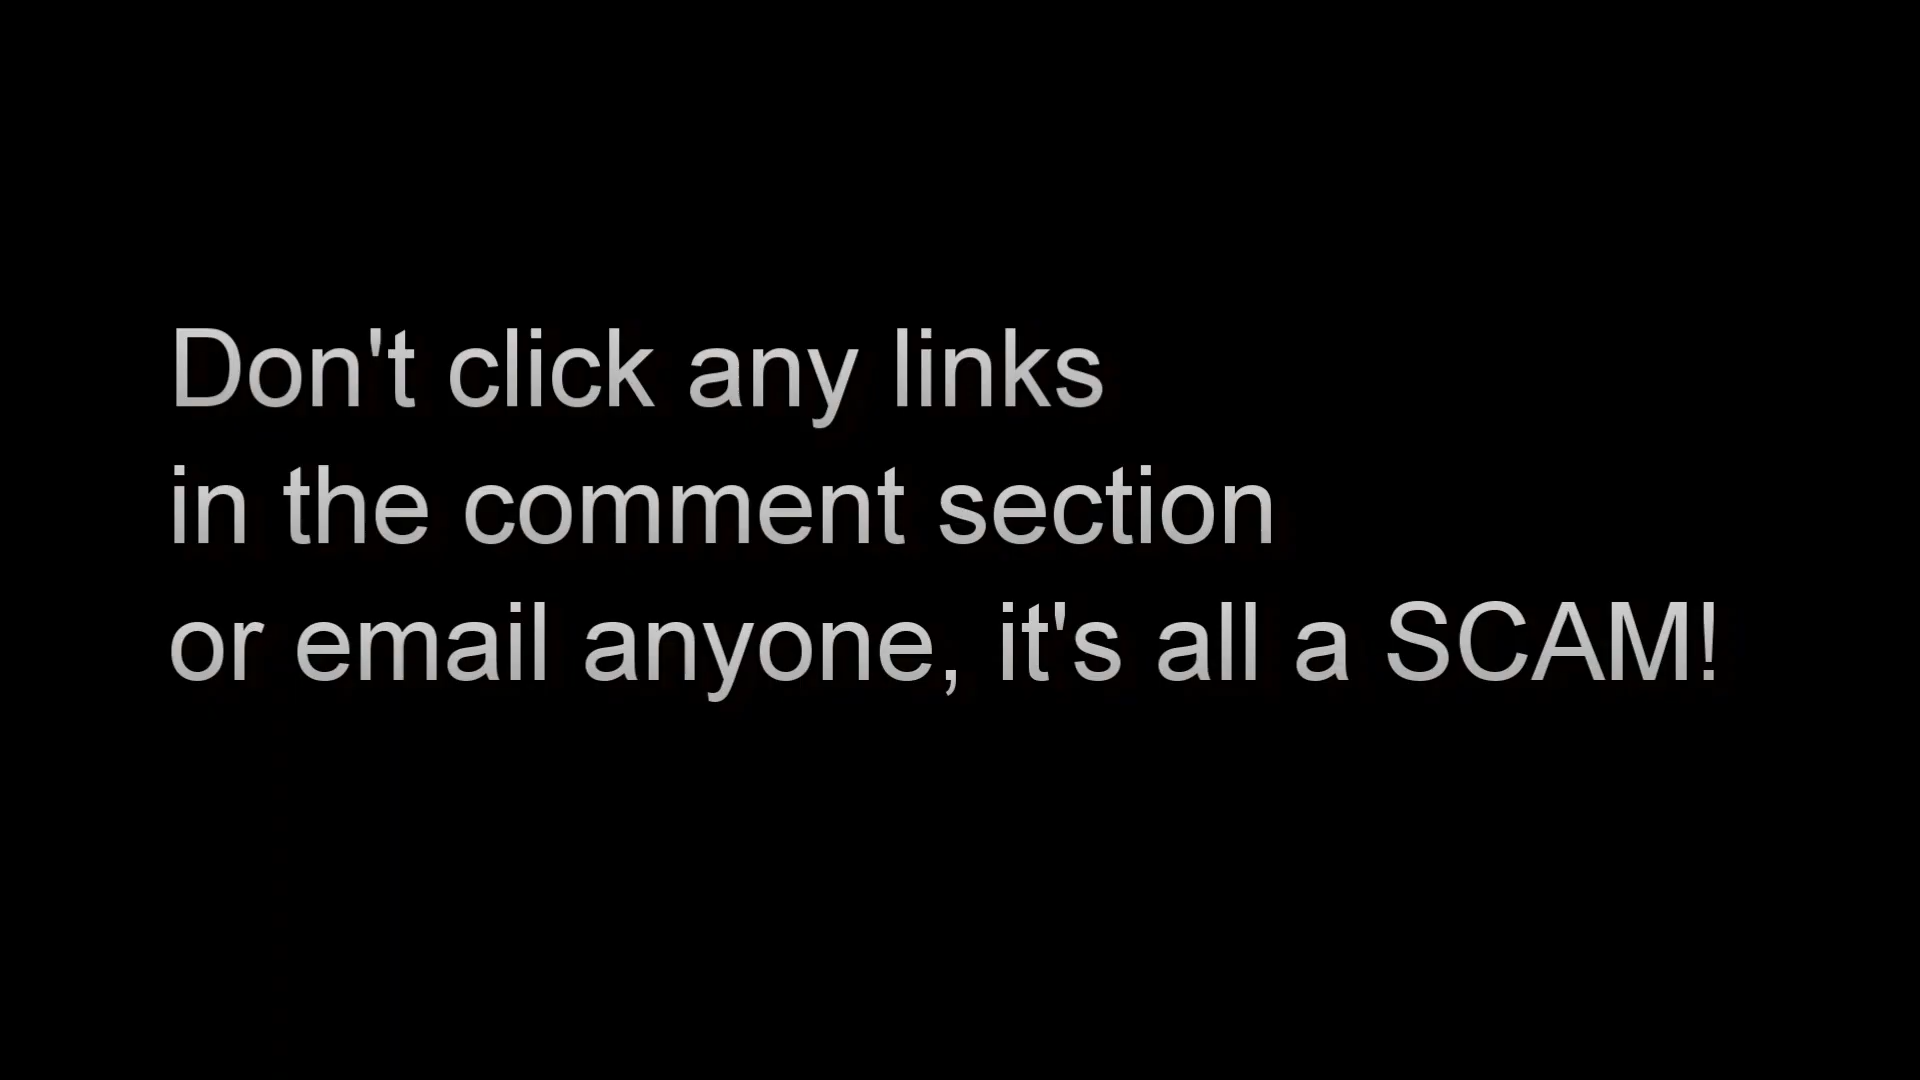 Don't click any links
in the comment section
or email anyone, it's all a SCAM!